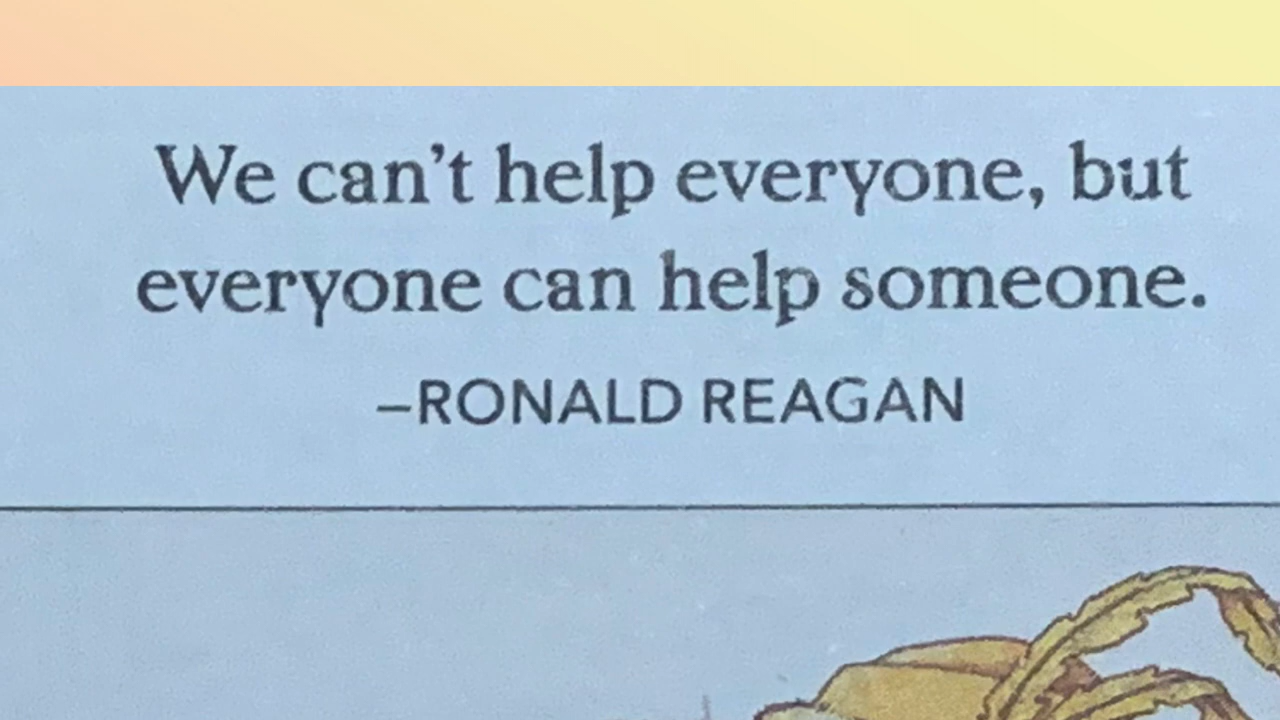 We can't help everyone, but
everyone can help someone.
–RONALD REAGAN